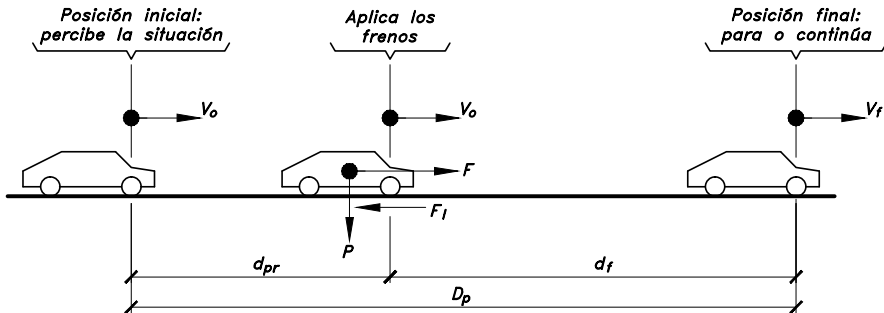 Posición inicial:
percibe la situación
Aplica los
frenos
Posición final:
para o continúa
Vo
Vo
Vf
F
Fl
P
dpr
df
Dp